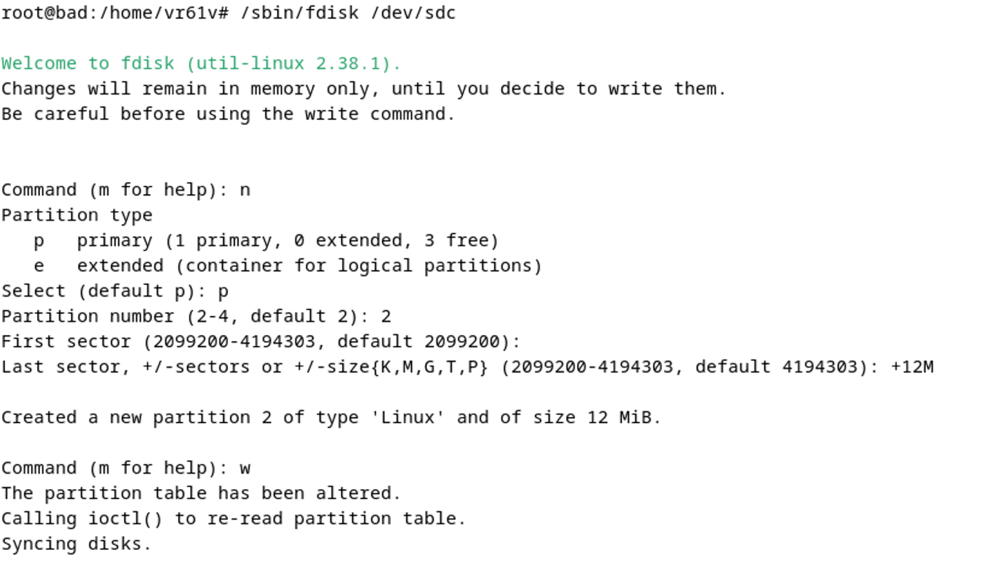 root@bad:/home/vr61v# /sbin/fdisk /dev/sdc
Welcome to fdisk (util-linux 2.38.1).
Changes will remain in memory only, until you decide to write them.
Be careful before using the write command.
Command (m for help): n
Partition type
   p   primary (1 primary, 0 extended, 3 free)
   e   extended (container for logical partitions)
Select (default p): p
Partition number (2-4, default 2): 2
First sector (2099200-4194303, default 2099200):
Last sector, +/-sectors or +/-size{K,M,G,T,P} (2099200-4194303, default 4194303): +12M
Created a new partition 2 of type 'Linux' and of size 12 MiB.
Command (m for help): w
The partition table has been altered.
Calling ioctl() to re-read partition table.
Syncing disks.